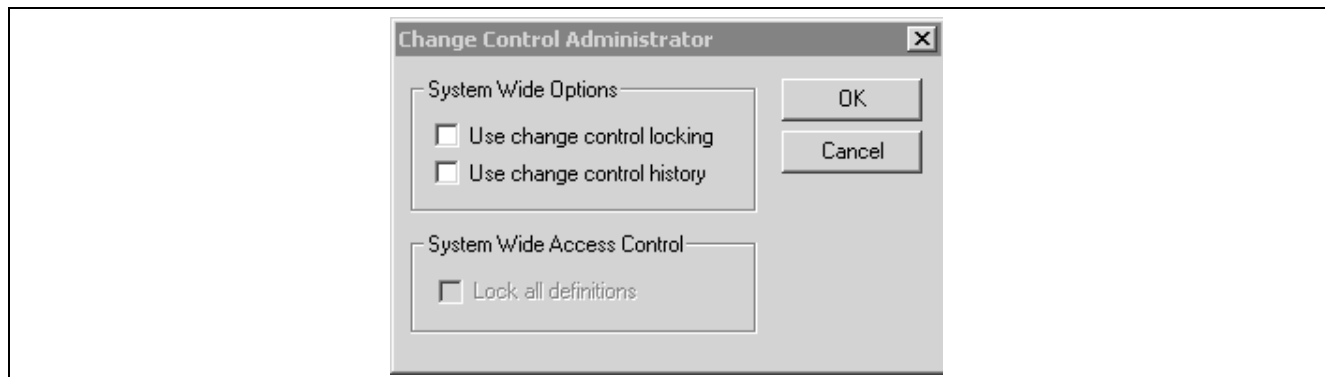 Change Control Administrator
System Wide Options
Use change control locking
Use change control history
OK
Cancel
System Wide Access Control
Lock all definitions